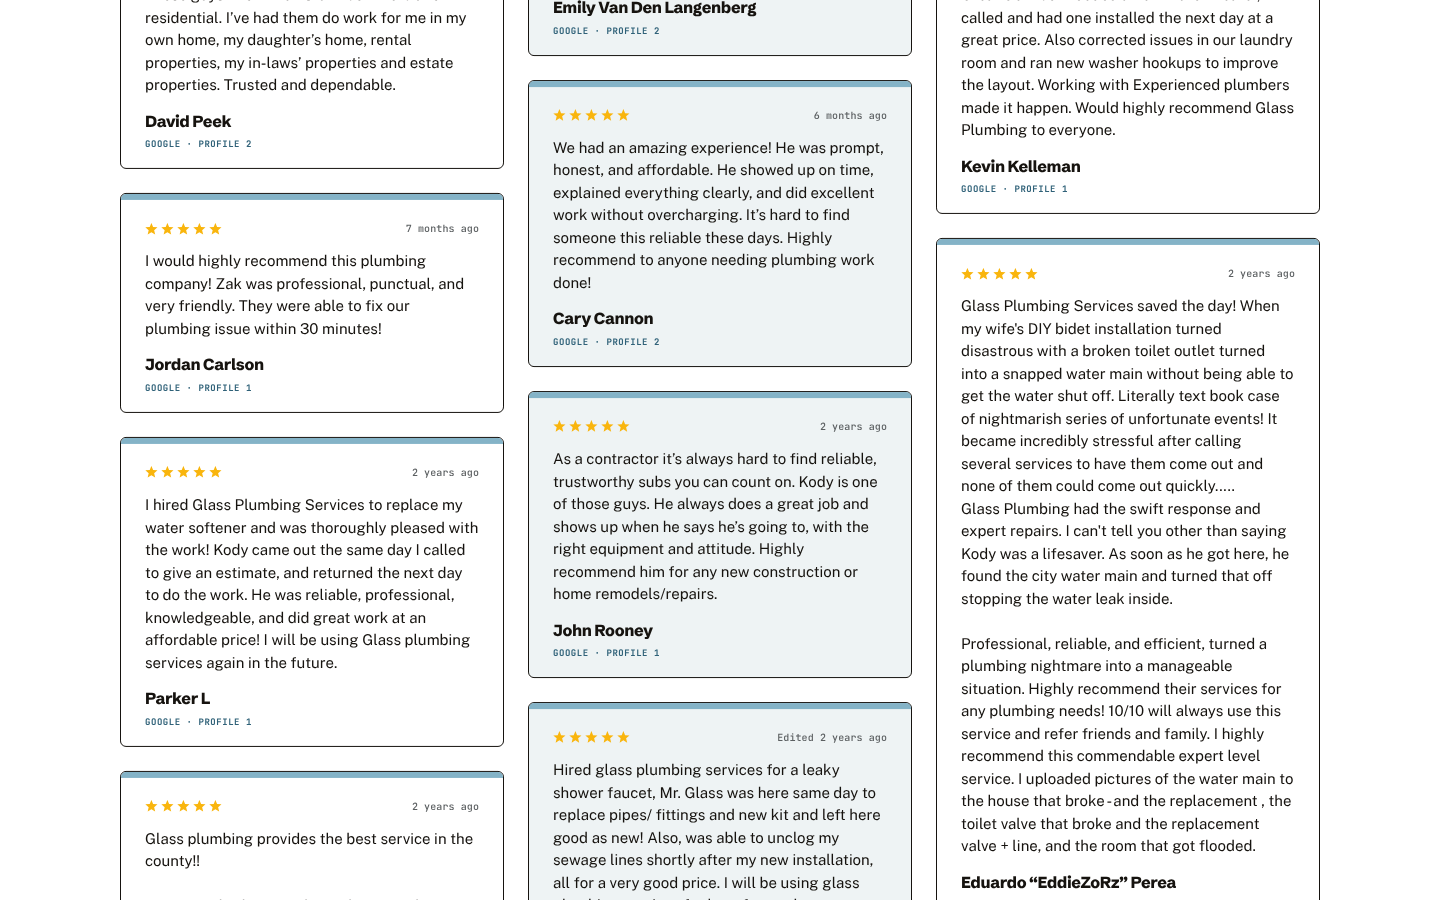 residential. I’ve had them do work for me in my
own home, my daughter’s home, rental
properties, my in-laws’ properties and estate
properties. Trusted and dependable.
David Peek
GOOGLE · PROFILE 2
7 months ago
I would highly recommend this plumbing
company! Zak was professional, punctual, and
very friendly. They were able to fix our
plumbing issue within 30 minutes!
Jordan Carlson
GOOGLE · PROFILE 1
2 years ago
I hired Glass Plumbing Services to replace my
water softener and was thoroughly pleased with
the work! Kody came out the same day I called
to give an estimate, and returned the next day
to do the work. He was reliable, professional,
knowledgeable, and did great work at an
affordable price! I will be using Glass plumbing
services again in the future.
Parker L
GOOGLE · PROFILE 1
2 years ago
Glass plumbing provides the best service in the
county!!
Emily Van Den Langenberg
GOOGLE · PROFILE 2
6 months ago
We had an amazing experience! He was prompt,
honest, and affordable. He showed up on time,
explained everything clearly, and did excellent
work without overcharging. It’s hard to find
someone this reliable these days. Highly
recommend to anyone needing plumbing work
done!
Cary Cannon
GOOGLE · PROFILE 2
2 years ago
As a contractor it’s always hard to find reliable,
trustworthy subs you can count on. Kody is one
of those guys. He always does a great job and
shows up when he says he’s going to, with the
right equipment and attitude. Highly
recommend him for any new construction or
home remodels/repairs.
John Rooney
GOOGLE · PROFILE 1
Edited 2 years ago
Hired glass plumbing services for a leaky
shower faucet, Mr. Glass was here same day to
replace pipes/ fittings and new kit and left here
good as new! Also, was able to unclog my
sewage lines shortly after my new installation,
all for a very good price. I will be using glass
called and had one installed the next day at a
great price. Also corrected issues in our laundry
room and ran new washer hookups to improve
the layout. Working with Experienced plumbers
made it happen. Would highly recommend Glass
Plumbing to everyone.
Kevin Kelleman
GOOGLE · PROFILE 1
2 years ago
Glass Plumbing Services saved the day! When
my wife's DIY bidet installation turned
disastrous with a broken toilet outlet turned
into a snapped water main without being able to
get the water shut off. Literally text book case
of nightmarish series of unfortunate events! It
became incredibly stressful after calling
several services to have them come out and
none of them could come out quickly.....
Glass Plumbing had the swift response and
expert repairs. I can't tell you other than saying
Kody was a lifesaver. As soon as he got here, he
found the city water main and turned that off
stopping the water leak inside.
Professional, reliable, and efficient, turned a
plumbing nightmare into a manageable
situation. Highly recommend their services for
any plumbing needs! 10/10 will always use this
service and refer friends and family. I highly
recommend this commendable expert level
service. I uploaded pictures of the water main to
the house that broke - and the replacement , the
toilet valve that broke and the replacement
valve + line, and the room that got flooded.
Eduardo “EddieZoRz” Perea